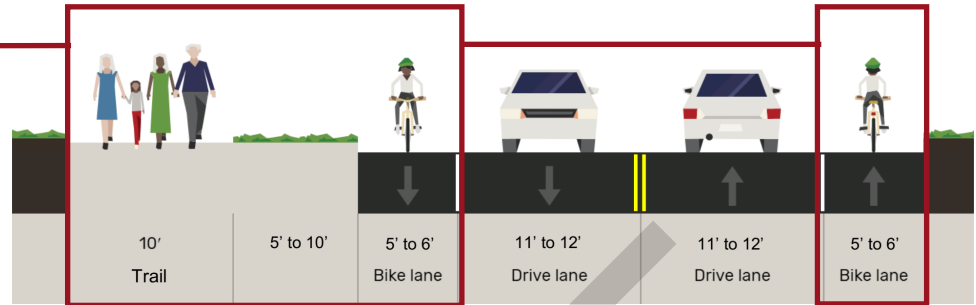 10’
Trail
5’ to 10’
5’ to 6’
Bike lane
11’ to 12’
Drive lane
11’ to 12’
Drive lane
5’ to 6’
Bike lane